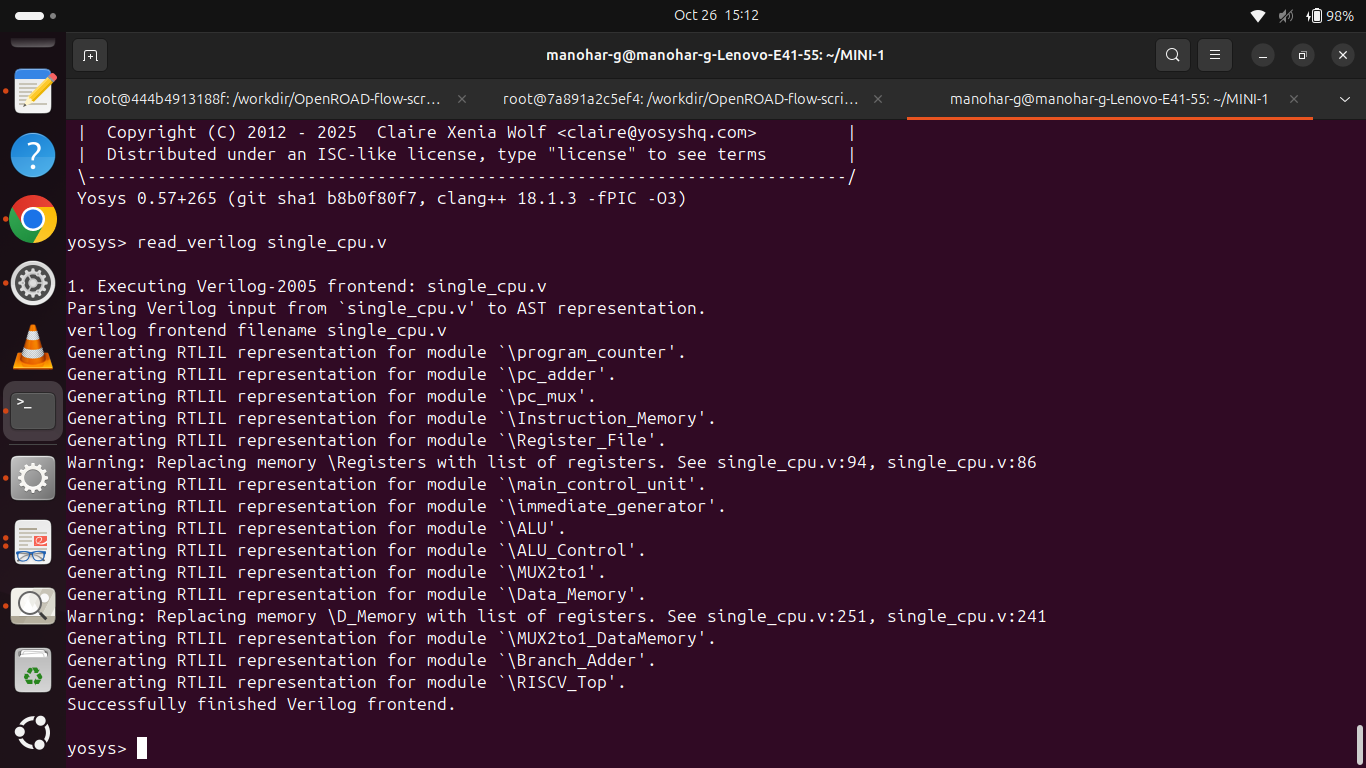 Oct 26 15:12
98%
manohar-g@manohar-g-Lenovo-E41-55: ~/MINI-1
root@444b4913188f: /workdir/OpenROAD-flow-scr...
root@7a891a2c5ef4: /workdir/OpenROAD-flow-scri...
manohar-g@manohar-g-Lenovo-E41-55: ~/MINI-1
|  Copyright (C) 2012 - 2025  Claire Xenia Wolf <claire@yosyshq.com>         |
|  Distributed under an ISC-like license, type "license" to see terms        |
\----------------------------------------------------------------------------/
Yosys 0.57+265 (git sha1 b8b0f80f7, clang++ 18.1.3 -fPIC -O3)
yosys> read_verilog single_cpu.v
1. Executing Verilog-2005 frontend: single_cpu.v
Parsing Verilog input from `single_cpu.v' to AST representation.
verilog frontend filename single_cpu.v
Generating RTLIL representation for module `\program_counter'.
Generating RTLIL representation for module `\pc_adder'.
Generating RTLIL representation for module `\pc_mux'.
Generating RTLIL representation for module `\Instruction_Memory'.
Generating RTLIL representation for module `\Register_File'.
Warning: Replacing memory \Registers with list of registers. See single_cpu.v:94, single_cpu.v:86
Generating RTLIL representation for module `\main_control_unit'.
Generating RTLIL representation for module `\immediate_generator'.
Generating RTLIL representation for module `\ALU'.
Generating RTLIL representation for module `\ALU_Control'.
Generating RTLIL representation for module `\MUX2to1'.
Generating RTLIL representation for module `\Data_Memory'.
Warning: Replacing memory \D_Memory with list of registers. See single_cpu.v:251, single_cpu.v:241
Generating RTLIL representation for module `\MUX2to1_DataMemory'.
Generating RTLIL representation for module `\Branch_Adder'.
Generating RTLIL representation for module `\RISCV_Top'.
Successfully finished Verilog frontend.
yosys>